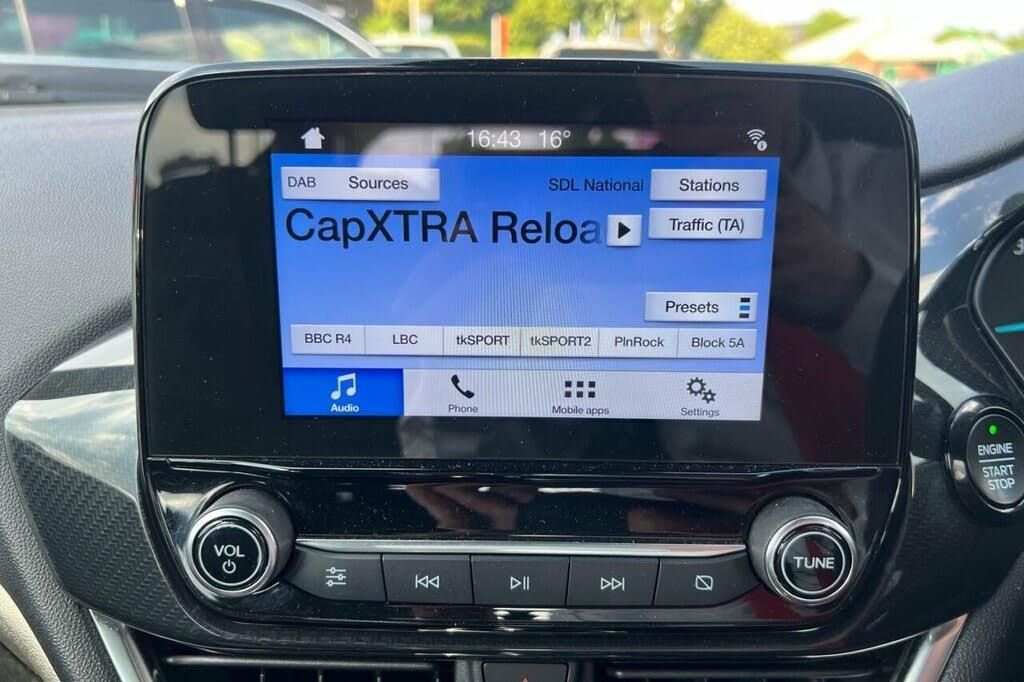 16:43 16°
DAB Sources
SDL National
Stations
CapXTRA Reloa
Traffic (TA)
Presets
BBC R4
LBC
tkSPORT
tkSPORT2
PlnRock
Block 5A
Audio
Phone
Mobile apps
Settings
ENGINE
START
STOP
VOL
TUNE